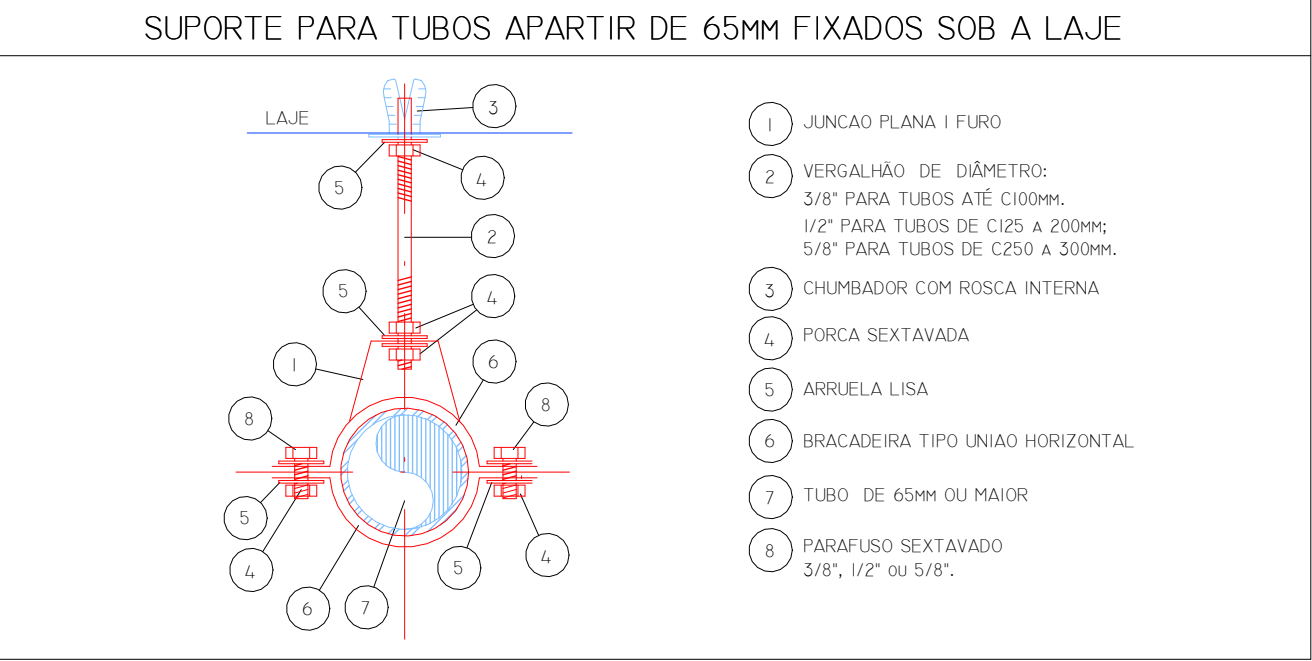 SUPORTE PARA TUBOS APARTIR DE 65MM FIXADOS SOB A LAJE
LAJE
3
5
4
2
5
4
1
6
8
8
5
4
5
4
6
7
1 JUNCAO PLANA 1 FURO
2 VERGALHÃO DE DIÂMETRO:
3/8" PARA TUBOS ATÉ C100MM.
1/2" PARA TUBOS DE C125 A 200MM;
5/8" PARA TUBOS DE C250 A 300MM.
3 CHUMBADOR COM ROSCA INTERNA
4 PORCA SEXTAVADA
5 ARRUELA LISA
6 BRACADEIRA TIPO UNIAO HORIZONTAL
7 TUBO DE 65MM OU MAIOR
8 PARAFUSO SEXTAVADO
3/8", 1/2" OU 5/8".